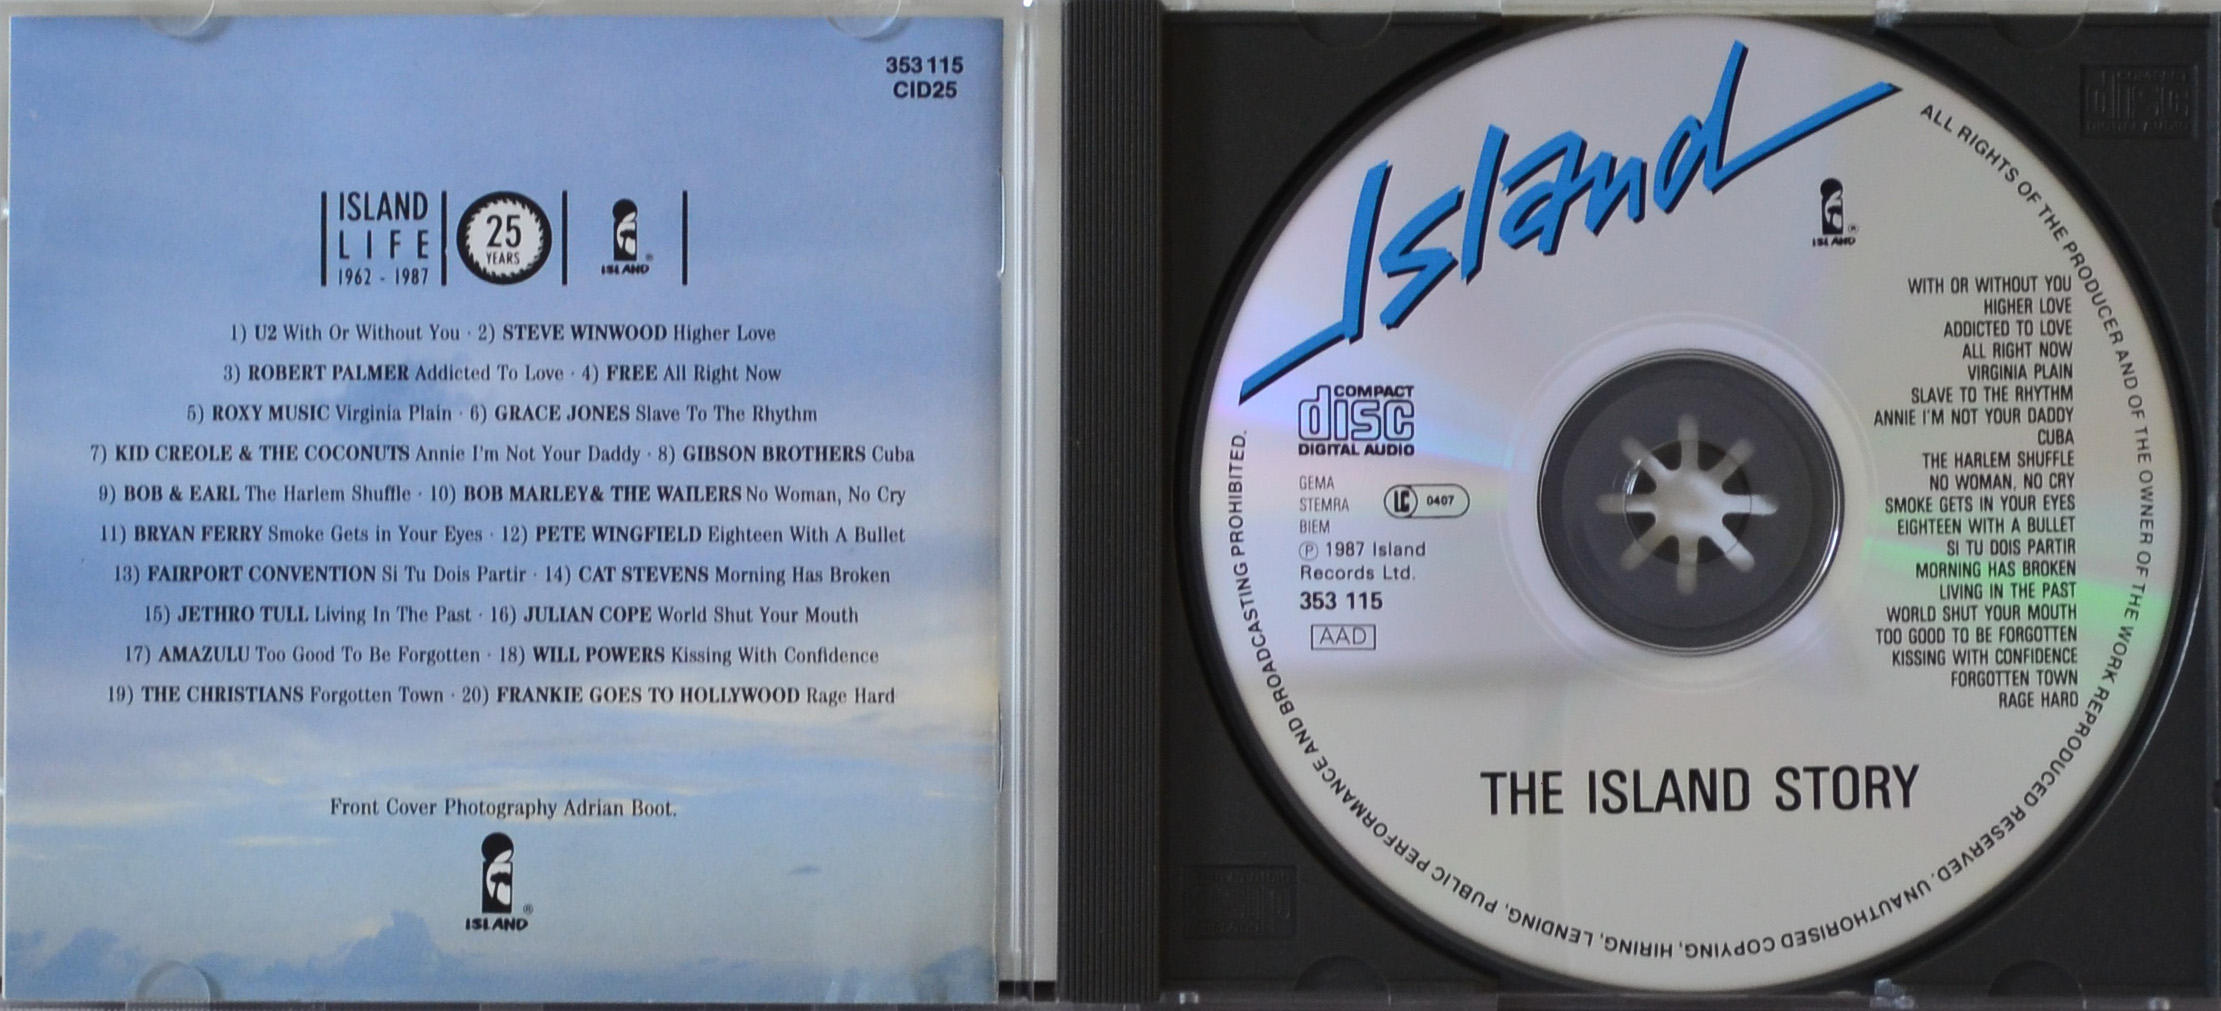 353 115
CID25
ISLAND
LIFE
1962 - 1987
25
YEARS
ISLAND
®
1) U2 With Or Without You · 2) STEVE WINWOOD Higher Love
3) ROBERT PALMER Addicted To Love · 4) FREE All Right Now
5) ROXY MUSIC Virginia Plain · 6) GRACE JONES Slave To The Rhythm
7) KID CREOLE & THE COCONUTS Annie I'm Not Your Daddy · 8) GIBSON BROTHERS Cuba
9) BOB & EARL The Harlem Shuffle · 10) BOB MARLEY& THE WAILERS No Woman, No Cry
11) BRYAN FERRY Smoke Gets in Your Eyes · 12) PETE WINGFIELD Eighteen With A Bullet
13) FAIRPORT CONVENTION Si Tu Dois Partir · 14) CAT STEVENS Morning Has Broken
15) JETHRO TULL Living In The Past · 16) JULIAN COPE World Shut Your Mouth
17) AMAZULU Too Good To Be Forgotten · 18) WILL POWERS Kissing With Confidence
19) THE CHRISTIANS Forgotten Town · 20) FRANKIE GOES TO HOLLYWOOD Rage Hard
Front Cover Photography Adrian Boot.
ISLAND
®
Island
ISLAND
®
COMPACT
disc
DIGITAL AUDIO
GEMA
STEMRA
BIEM
LC 0407
℗ 1987 Island
Records Ltd.
353 115
AAD
WITH OR WITHOUT YOU
HIGHER LOVE
ADDICTED TO LOVE
ALL RIGHT NOW
VIRGINIA PLAIN
SLAVE TO THE RHYTHM
ANNIE I'M NOT YOUR DADDY
CUBA
THE HARLEM SHUFFLE
NO WOMAN, NO CRY
SMOKE GETS IN YOUR EYES
EIGHTEEN WITH A BULLET
SI TU DOIS PARTIR
MORNING HAS BROKEN
LIVING IN THE PAST
WORLD SHUT YOUR MOUTH
TOO GOOD TO BE FORGOTTEN
KISSING WITH CONFIDENCE
FORGOTTEN TOWN
RAGE HARD
THE ISLAND STORY
ALL RIGHTS OF THE PRODUCER AND OF THE OWNER OF THE WORK REPRODUCED RESERVED. UNAUTHORISED COPYING, HIRING, LENDING, PUBLIC PERFORMANCE AND BROADCASTING PROHIBITED.
COMPACT
disc
DIGITAL AUDIO